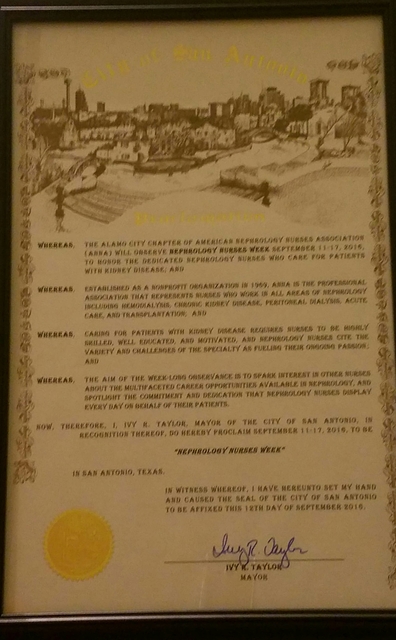 City of San Antonio
Proclamation
WHEREAS, THE ALAMO CITY CHAPTER OF AMERICAN NEPHROLOGY NURSES ASSOCIATION
(ANNA) WILL OBSERVE NEPHROLOGY NURSES WEEK SEPTEMBER 11-17, 2016,
TO HONOR THE DEDICATED NEPHROLOGY NURSES WHO CARE FOR PATIENTS
WITH KIDNEY DISEASE; AND
WHEREAS, ESTABLISHED AS A NONPROFIT ORGANIZATION IN 1969, ANNA IS THE PROFESSIONAL
ASSOCIATION THAT REPRESENTS NURSES WHO WORK IN ALL AREAS OF NEPHROLOGY
INCLUDING HEMODIALYSIS, CHRONIC KIDNEY DISEASE, PERITONEAL DIALYSIS, ACUTE
CARE, AND TRANSPLANTATION; AND
WHEREAS, CARING FOR PATIENTS WITH KIDNEY DISEASE REQUIRES NURSES TO BE HIGHLY
SKILLED, WELL EDUCATED, AND MOTIVATED, AND NEPHROLOGY NURSES CITE THE
VARIETY AND CHALLENGES OF THE SPECIALTY AS FUELING THEIR ONGOING PASSION;
AND
WHEREAS, THE AIM OF THE WEEK-LONG OBSERVANCE IS TO SPARK INTEREST IN OTHER NURSES
ABOUT THE MULTIFACETED CAREER OPPORTUNITIES AVAILABLE IN NEPHROLOGY, AND
SPOTLIGHT THE COMMITMENT AND DEDICATION THAT NEPHROLOGY NURSES DISPLAY
EVERY DAY ON BEHALF OF THEIR PATIENTS.
NOW, THEREFORE, I, IVY R. TAYLOR, MAYOR OF THE CITY OF SAN ANTONIO, IN
RECOGNITION THEREOF, DO HEREBY PROCLAIM SEPTEMBER 11-17, 2016, TO BE
"NEPHROLOGY NURSES WEEK"
IN SAN ANTONIO, TEXAS.
IN WITNESS WHEREOF, I HAVE HEREUNTO SET MY HAND
AND CAUSED THE SEAL OF THE CITY OF SAN ANTONIO
TO BE AFFIXED THIS 12TH DAY OF SEPTEMBER 2016.
Ivy R. Taylor
IVY R. TAYLOR
MAYOR